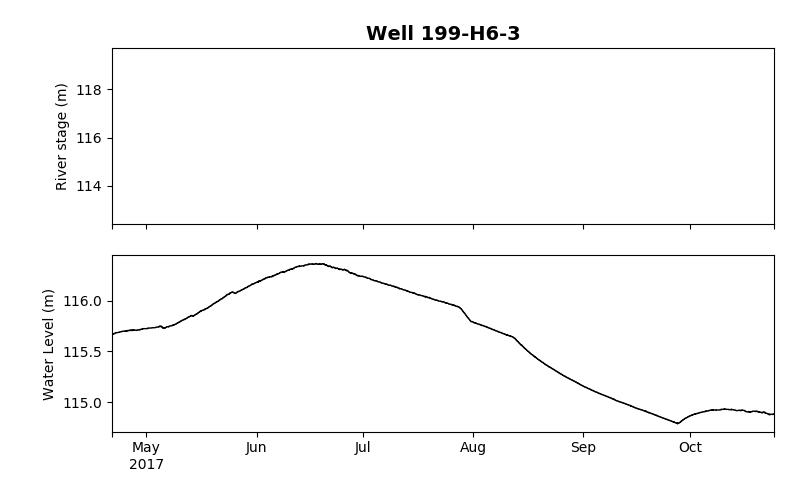 Well 199-H6-3
River stage (m)
118
116
114
Water Level (m)
116.0
115.5
115.0
May Jun Jul Aug Sep Oct
2017